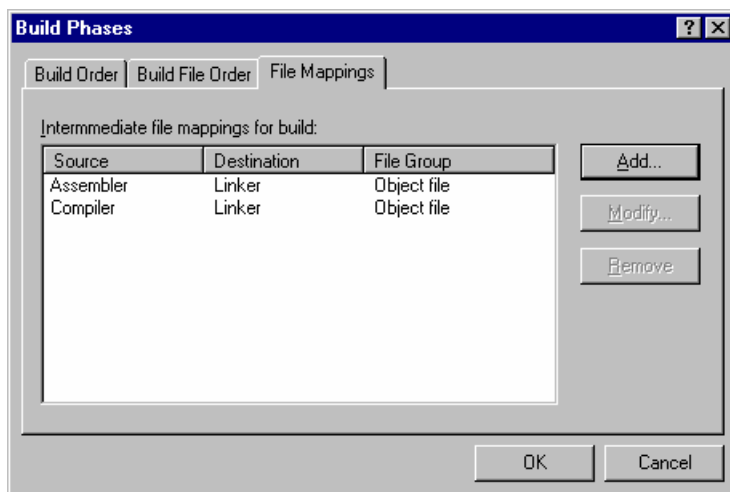 Build Phases
Build Order Build File Order File Mappings
Intermmediate file mappings for build:
Source Destination File Group
Assembler Linker Object file
Compiler Linker Object file
Add...
Modify...
Remove
OK Cancel